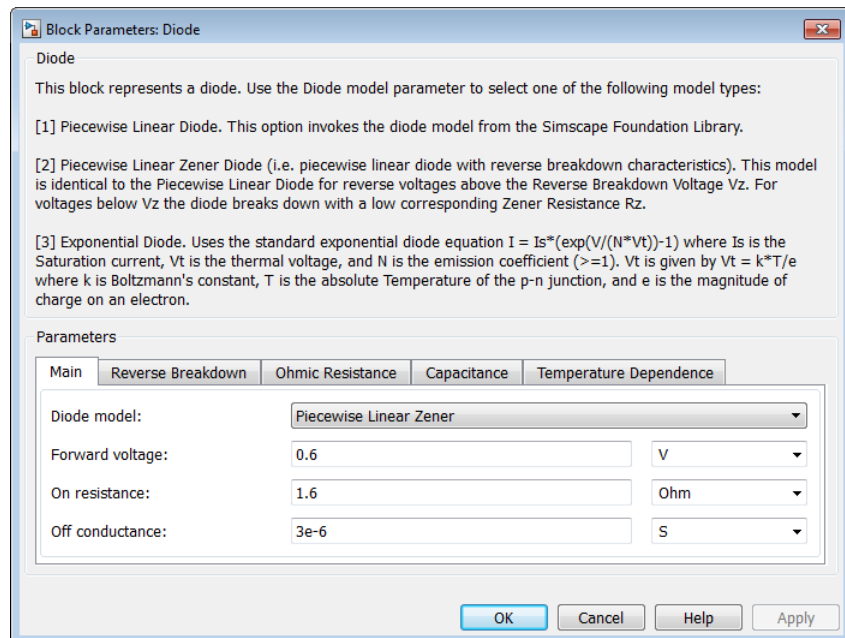 Block Parameters: Diode
Diode
This block represents a diode. Use the Diode model parameter to select one of the following model types:
[1] Piecewise Linear Diode. This option invokes the diode model from the Simscape Foundation Library.
[2] Piecewise Linear Zener Diode (i.e. piecewise linear diode with reverse breakdown characteristics). This model
is identical to the Piecewise Linear Diode for reverse voltages above the Reverse Breakdown Voltage Vz. For
voltages below Vz the diode breaks down with a low corresponding Zener Resistance Rz.
[3] Exponential Diode. Uses the standard exponential diode equation I = Is*(exp(V/(N*Vt))-1) where Is is the
Saturation current, Vt is the thermal voltage, and N is the emission coefficient (>=1). Vt is given by Vt = k*T/e
where k is Boltzmann's constant, T is the absolute Temperature of the p-n junction, and e is the magnitude of
charge on an electron.
Parameters
Main Reverse Breakdown Ohmic Resistance Capacitance Temperature Dependence
Diode model: Piecewise Linear Zener
Forward voltage: 0.6 V
On resistance: 1.6 Ohm
Off conductance: 3e-6 S
OK Cancel Help Apply